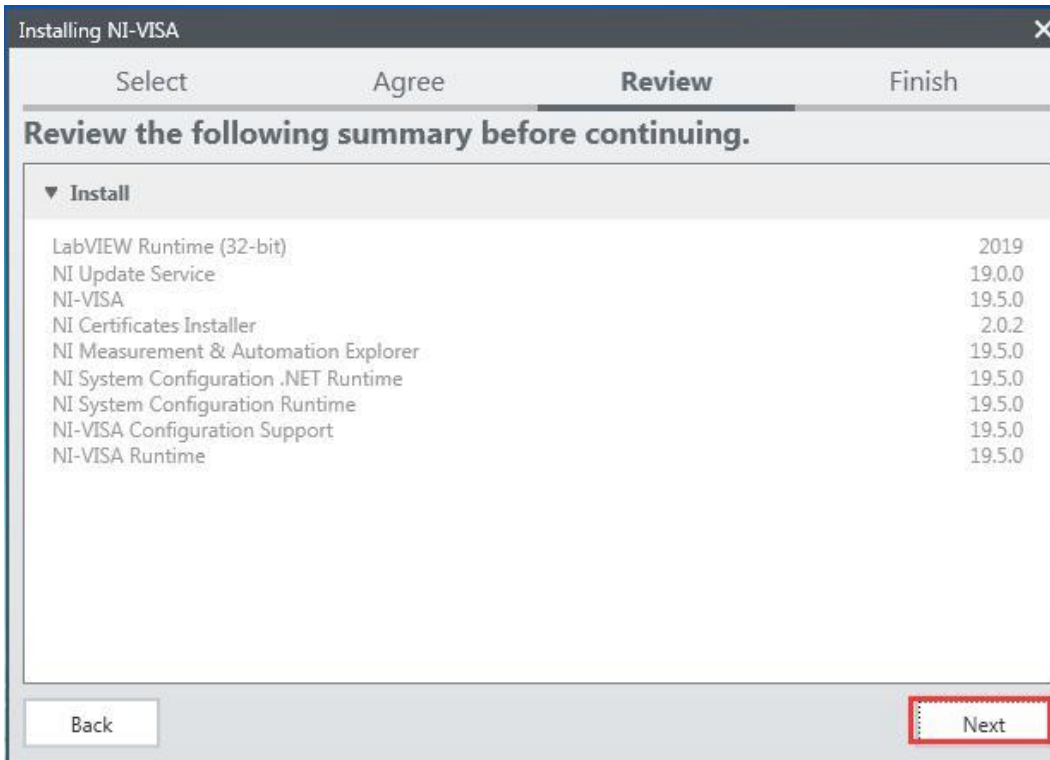 Installing NI-VISA
Select Agree Review Finish
Review the following summary before continuing.
Install
LabVIEW Runtime (32-bit) 2019
NI Update Service 19.0.0
NI-VISA 19.5.0
NI Certificates Installer 2.0.2
NI Measurement & Automation Explorer 19.5.0
NI System Configuration .NET Runtime 19.5.0
NI System Configuration Runtime 19.5.0
NI-VISA Configuration Support 19.5.0
NI-VISA Runtime 19.5.0
Back Next